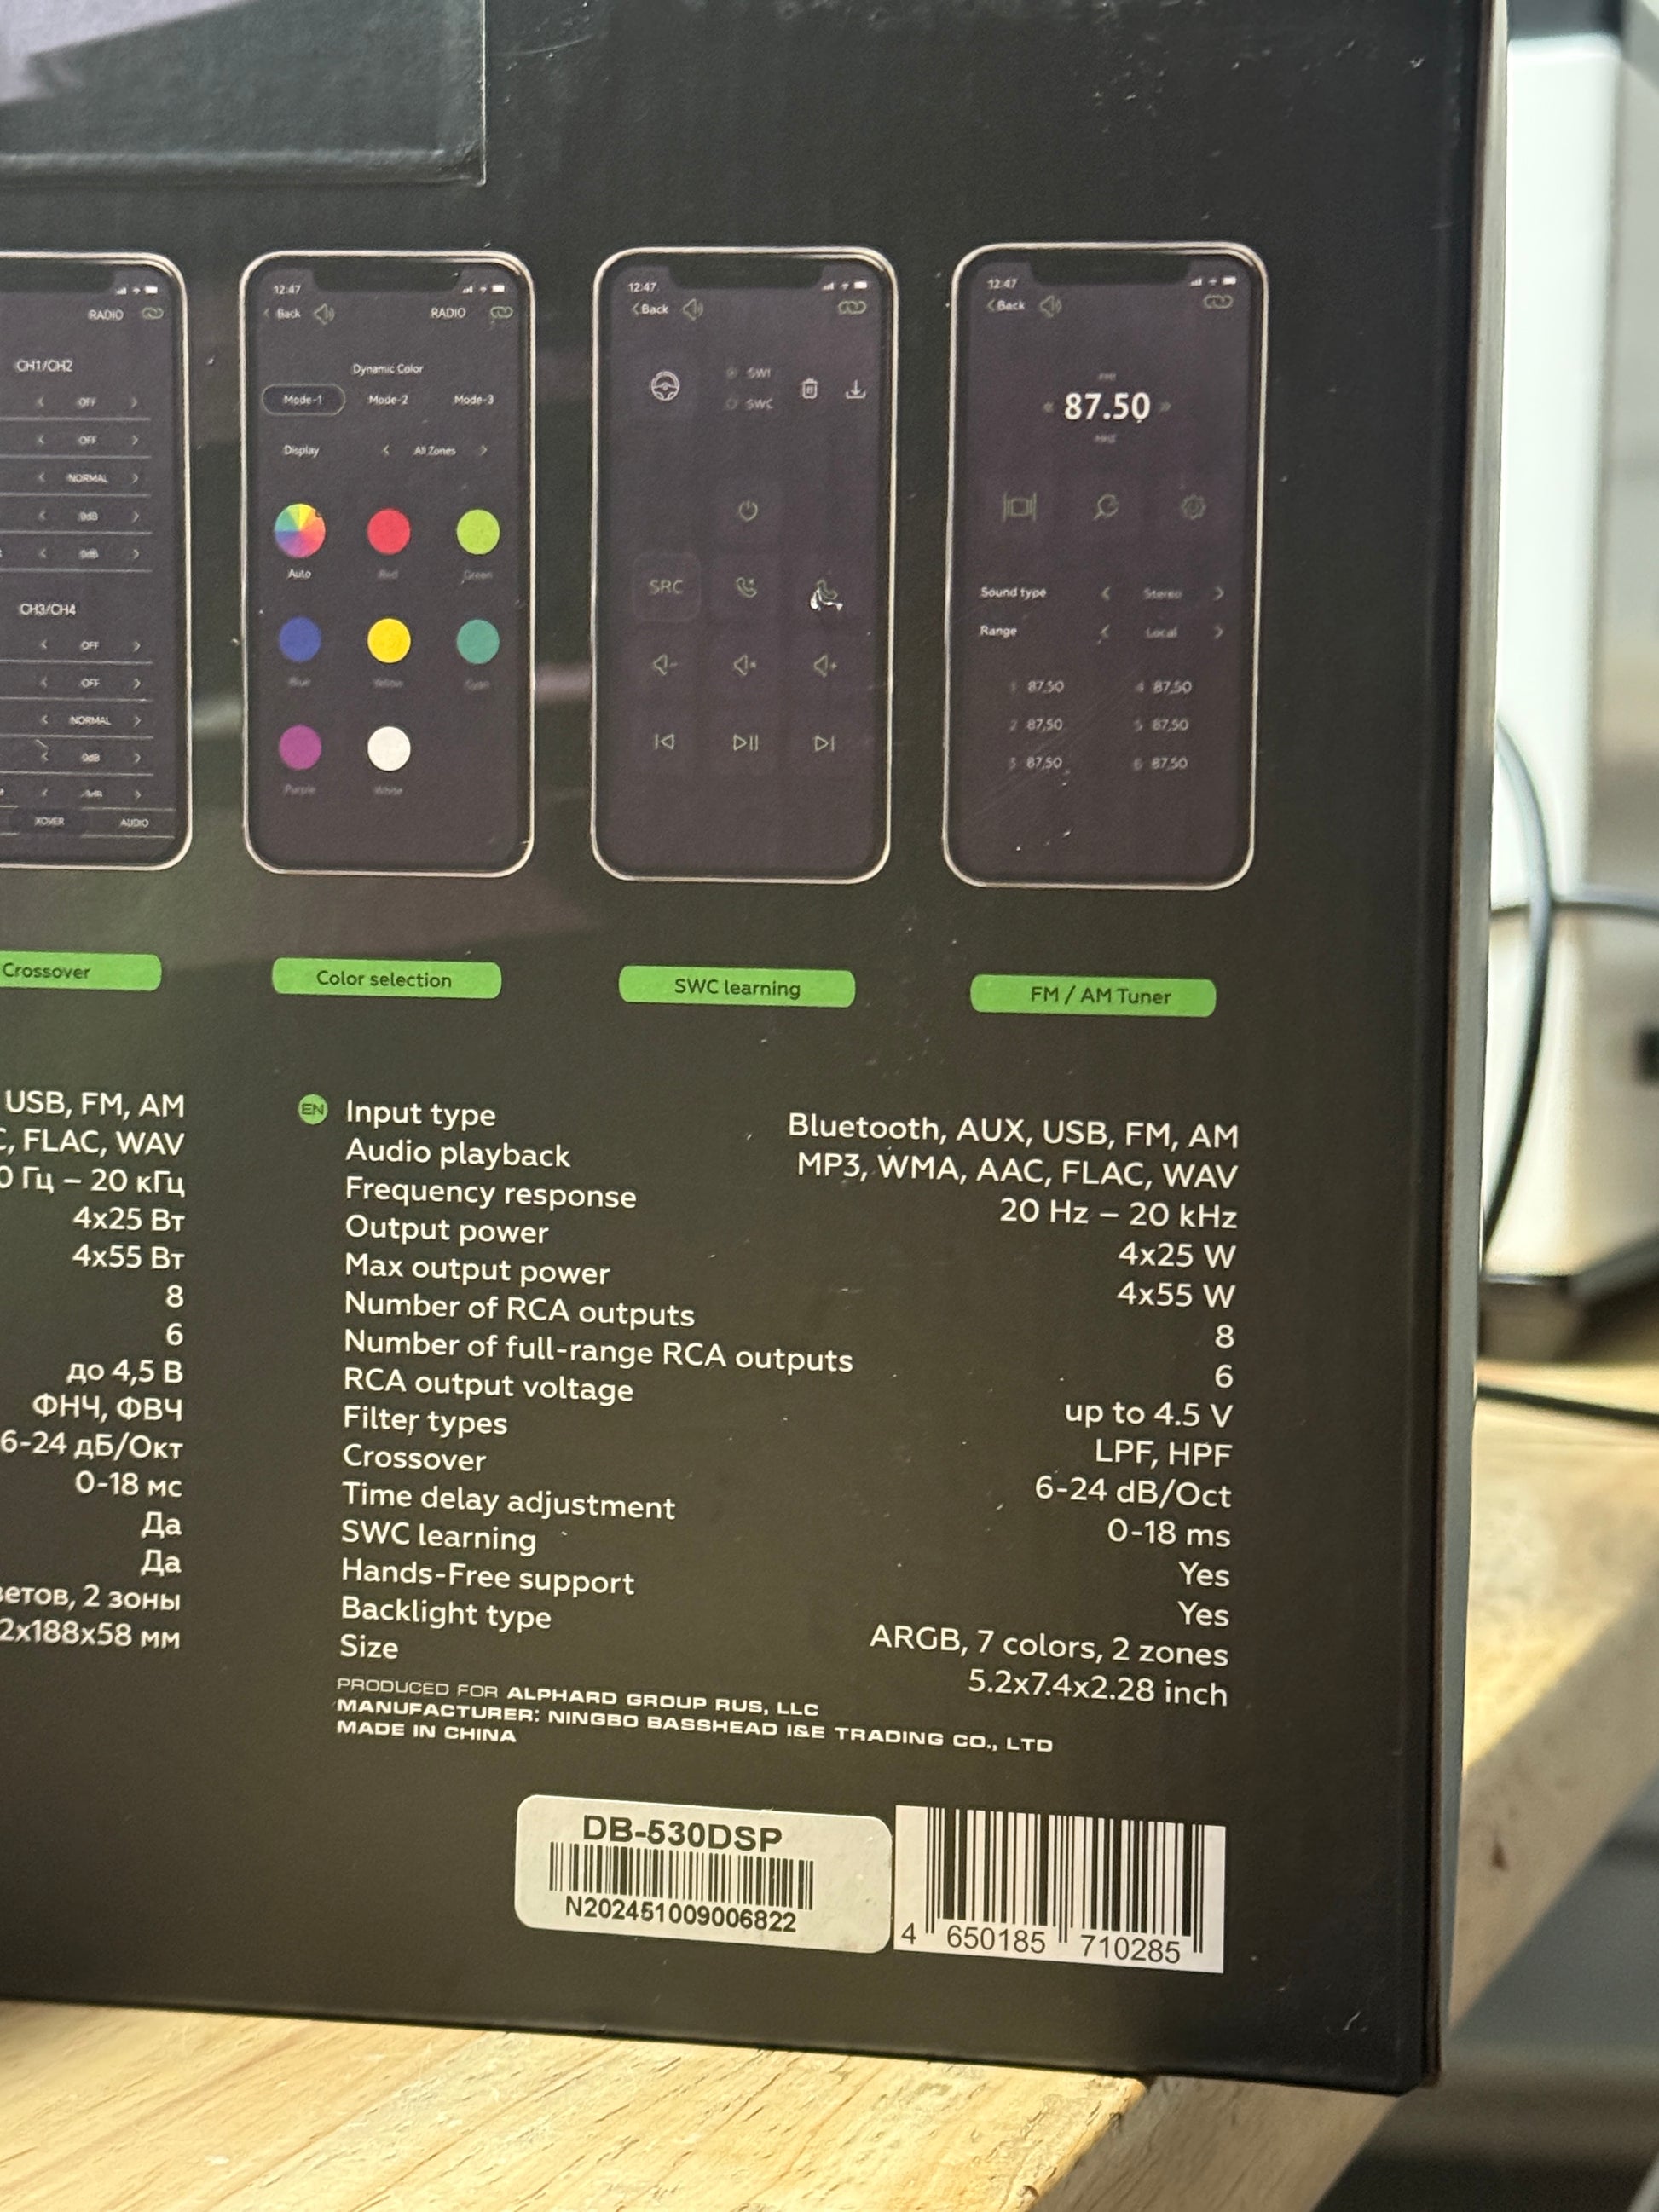 RADIO
CH1/CH2
OFF
OFF
NORMAL
0dB
0dB
CH3/CH4
OFF
OFF
NORMAL
0dB
XOVER AUDIO
12:47
Back RADIO
Dynamic Color
Mode-1 Mode-2 Mode-3
Display All Zones
Auto Red Green
Blue Yellow Cyan
Purple White
12:47
Back
SWI
SWC
SRC
12:47
Back
87.50
MHZ
Sound type Stereo
Range Local
1 87,50 4 87,50
2 87,50 5 87,50
3 87,50 6 87,50
Crossover
Color selection
SWC learning
FM / AM Tuner
USB, FM, AM
FLAC, WAV
Гц – 20 кГц
4x25 Вт
4x55 Вт
8
6
до 4,5 В
ФНЧ, ФВЧ
6-24 дБ/Окт
0-18 мс
Да
Да
2 зоны
2x188x58 мм
EN Input type Bluetooth, AUX, USB, FM, AM
Audio playback MP3, WMA, AAC, FLAC, WAV
Frequency response 20 Hz – 20 kHz
Output power 4x25 W
Max output power 4x55 W
Number of RCA outputs 8
Number of full-range RCA outputs 6
RCA output voltage up to 4.5 V
Filter types LPF, HPF
Crossover 6-24 dB/Oct
Time delay adjustment 0-18 ms
SWC learning Yes
Hands-Free support Yes
Backlight type ARGB, 7 colors, 2 zones
Size 5.2x7.4x2.28 inch
PRODUCED FOR ALPHARD GROUP RUS, LLC
MANUFACTURER: NINGBO BASSHEAD I&E TRADING CO., LTD
MADE IN CHINA
DB-530DSP
N202451009006822
4 650185 710285